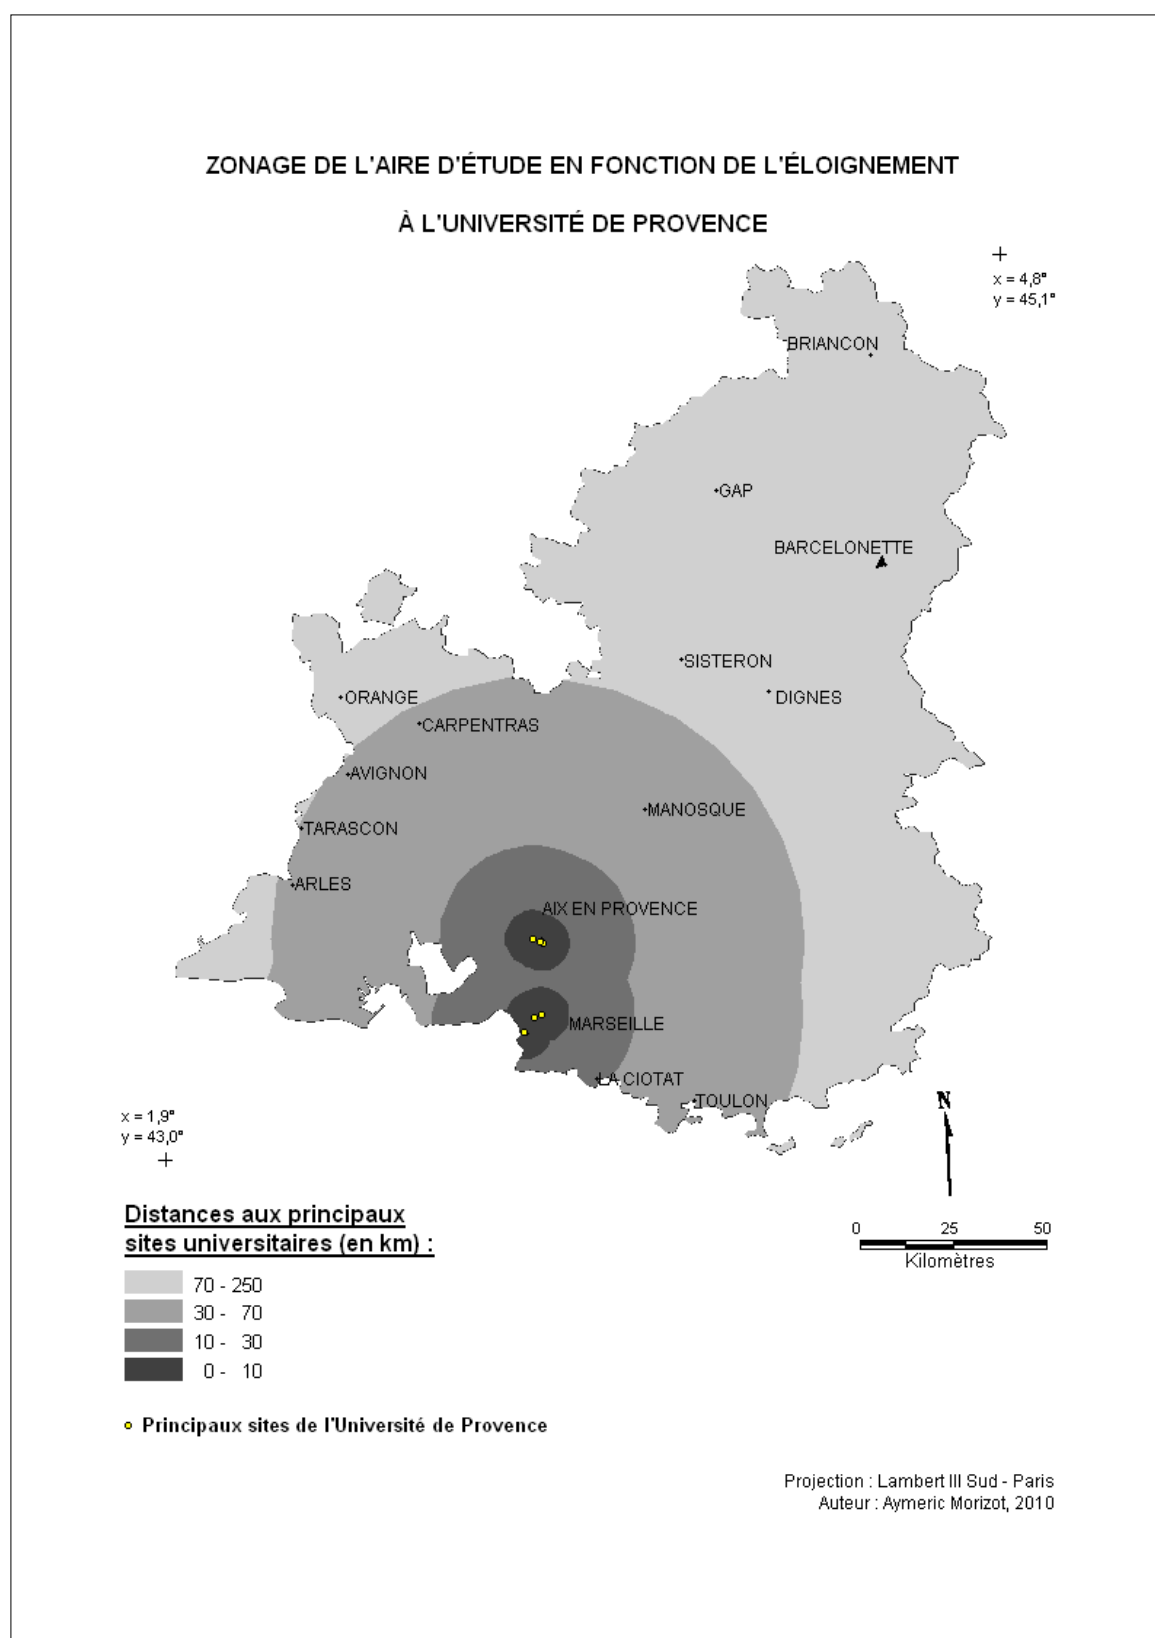 ZONAGE DE L'AIRE D'ÉTUDE EN FONCTION DE L'ÉLOIGNEMENT
À L'UNIVERSITÉ DE PROVENCE
x = 4,8°
y = 45,1°
BRIANCON
GAP
BARCELONETTE
SISTERON
DIGNES
ORANGE
CARPENTRAS
AVIGNON
MANOSQUE
TARASCON
ARLES
AIX EN PROVENCE
MARSEILLE
LA CIOTAT
TOULON
N
x = 1,9°
y = 43,0°
Distances aux principaux
sites universitaires (en km) :
0 25 50
Kilomètres
70 - 250
30 - 70
10 - 30
0 - 10
Principaux sites de l'Université de Provence
Projection : Lambert III Sud - Paris
Auteur : Aymeric Morizot, 2010